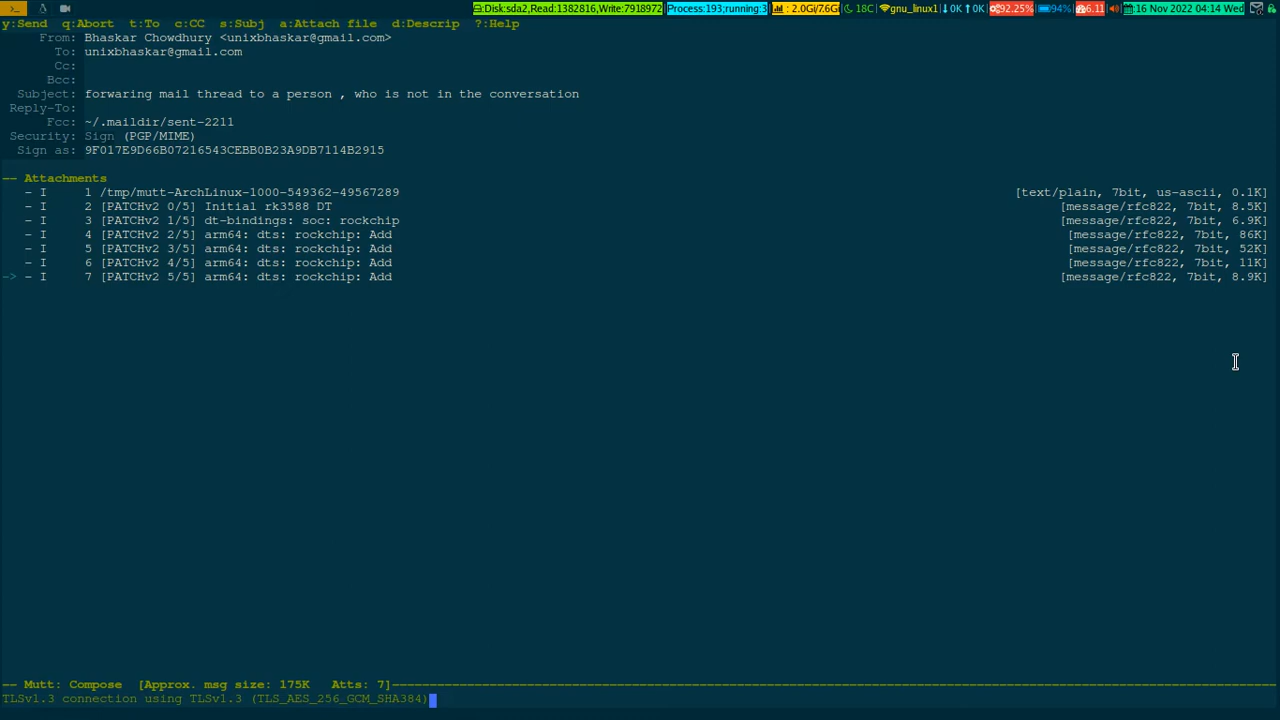 >_ Disk:sda2,Read:1382816,Write:7918972 Process:193;running:3 : 2.0Gi/7.6Gi 18C gnu_linux1 0K 0K 92.25% 94% 6.11 :16 Nov 2022 04:14 Wed
y:Send q:Abort t:To c:CC s:Subj a:Attach file d:Descrip ?:Help
From: Bhaskar Chowdhury <unixbhaskar@gmail.com>
To: unixbhaskar@gmail.com
Cc:
Bcc:
Subject: forwaring mail thread to a person , who is not in the conversation
Reply-To:
Fcc: ~/.maildir/sent-2211
Security: Sign (PGP/MIME)
Sign as: 9F017E9D66B07216543CEBB0B23A9DB7114B2915
-- Attachments
- I 1 /tmp/mutt-ArchLinux-1000-549362-49567289 [text/plain, 7bit, us-ascii, 0.1K]
- I 2 [PATCHv2 0/5] Initial rk3588 DT [message/rfc822, 7bit, 8.5K]
- I 3 [PATCHv2 1/5] dt-bindings: soc: rockchip [message/rfc822, 7bit, 6.9K]
- I 4 [PATCHv2 2/5] arm64: dts: rockchip: Add [message/rfc822, 7bit, 86K]
- I 5 [PATCHv2 3/5] arm64: dts: rockchip: Add [message/rfc822, 7bit, 52K]
- I 6 [PATCHv2 4/5] arm64: dts: rockchip: Add [message/rfc822, 7bit, 11K]
-> - I 7 [PATCHv2 5/5] arm64: dts: rockchip: Add [message/rfc822, 7bit, 8.9K]
-- Mutt: Compose [Approx. msg size: 175K Atts: 7]--
TLSv1.3 connection using TLSv1.3 (TLS_AES_256_GCM_SHA384)